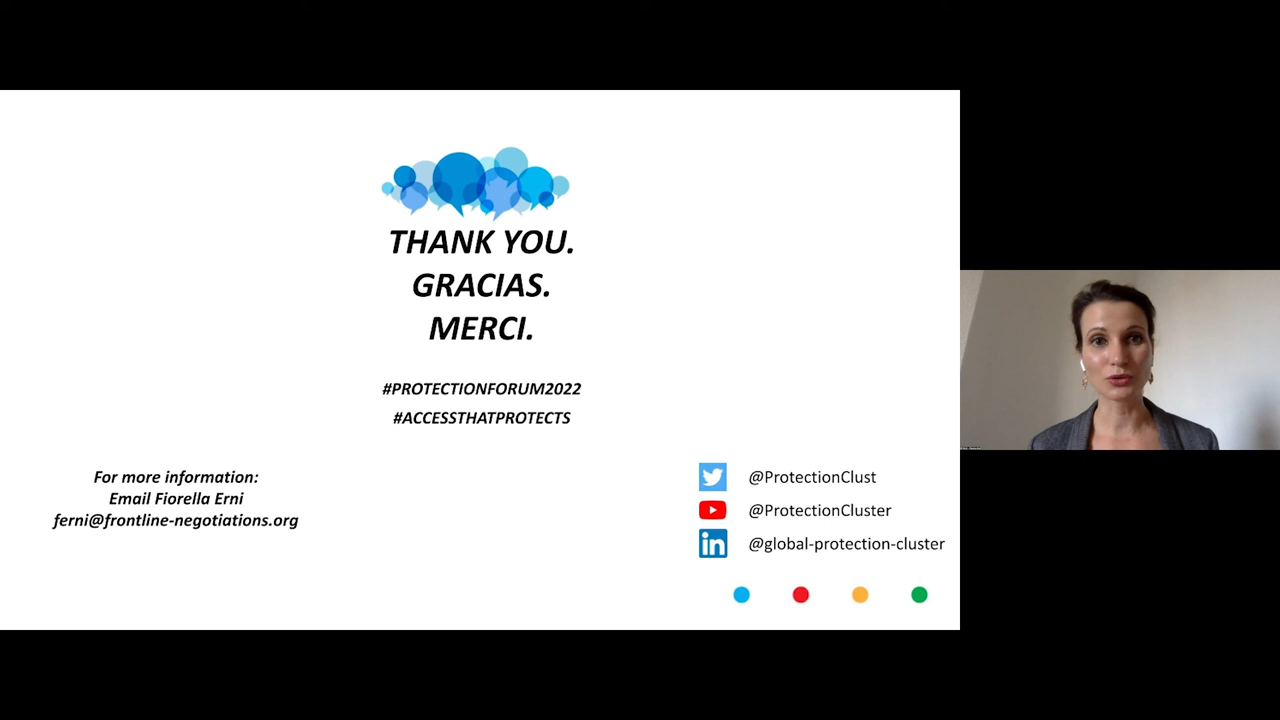 THANK YOU.
GRACIAS.
MERCI.
#PROTECTIONFORUM2022
#ACCESSTHATPROTECTS
For more information:
Email Fiorella Erni
ferni@frontline-negotiations.org
@ProtectionClust
@ProtectionCluster
in
@global-protection-cluster